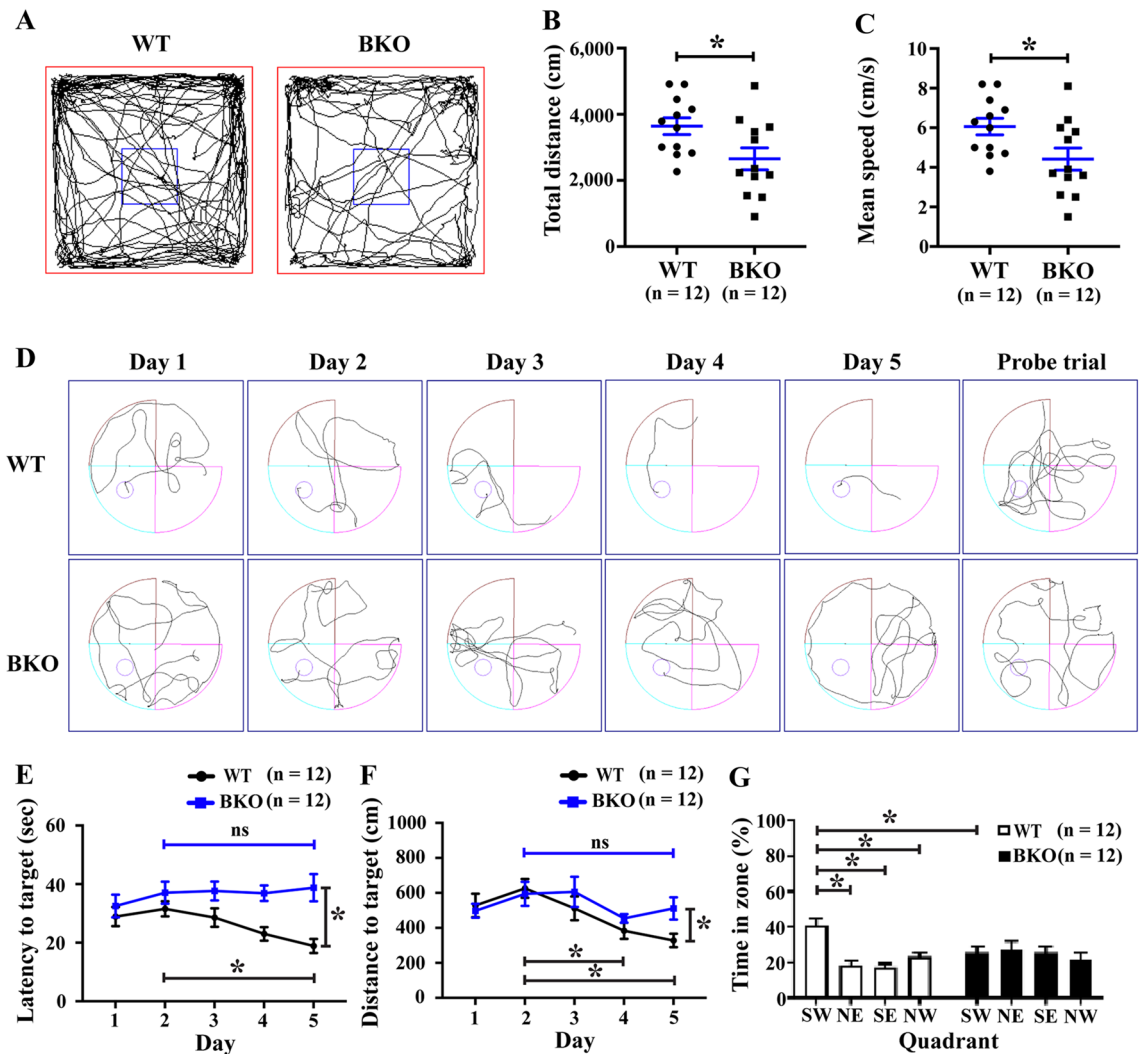 A
WT
BKO
B
*
Total distance (cm)
6,000
4,000
2,000
0
WT
BKO
(n = 12)
(n = 12)
C
*
Mean speed (cm/s)
10
8
6
4
2
0
WT
BKO
(n = 12)
(n = 12)
D
Day 1
Day 2
Day 3
Day 4
Day 5
Probe trial
WT
BKO
E
WT (n = 12)
BKO (n = 12)
Latency to target (sec)
60
40
20
0
ns
*
*
1 2 3 4 5
Day
F
WT (n = 12)
BKO (n = 12)
Distance to target (cm)
1000
800
600
400
200
0
ns
*
*
*
1 2 3 4 5
Day
G
WT (n = 12)
BKO (n = 12)
Time in zone (%)
100
80
60
40
20
0
*
*
*
*
SW NE SE NW SW NE SE NW
Quadrant